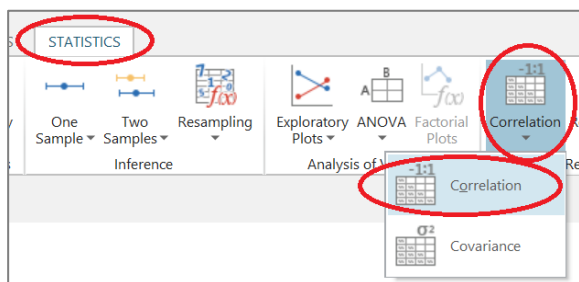 STATISTICS
One Sample
Two Samples
Resampling
Exploratory Plots
ANOVA
Factorial Plots
Correlation
Inference
Analysis of
-1:1
Correlation
σ2
Covariance